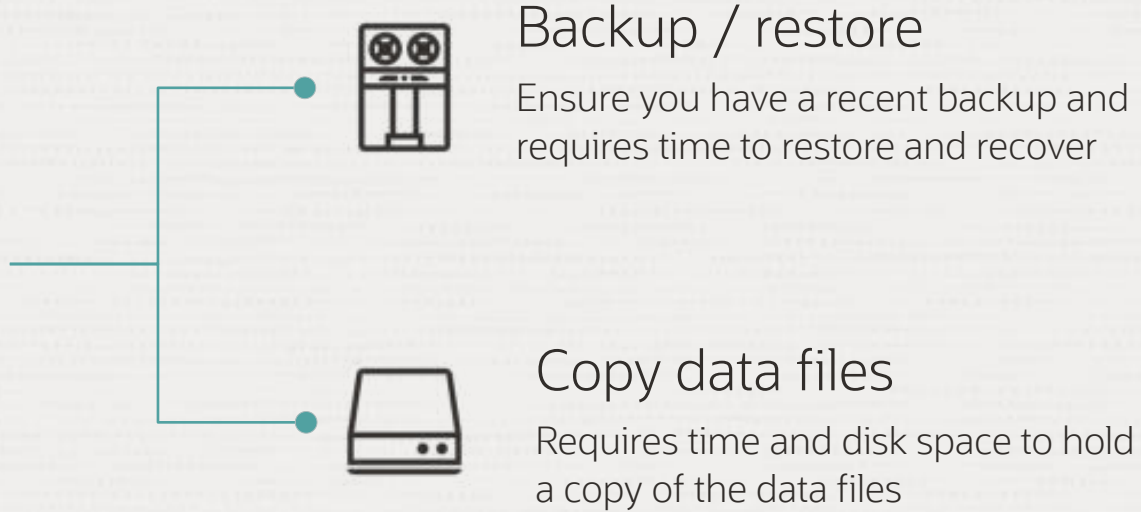 Backup / restore
Ensure you have a recent backup and
requires time to restore and recover
Copy data files
Requires time and disk space to hold
a copy of the data files